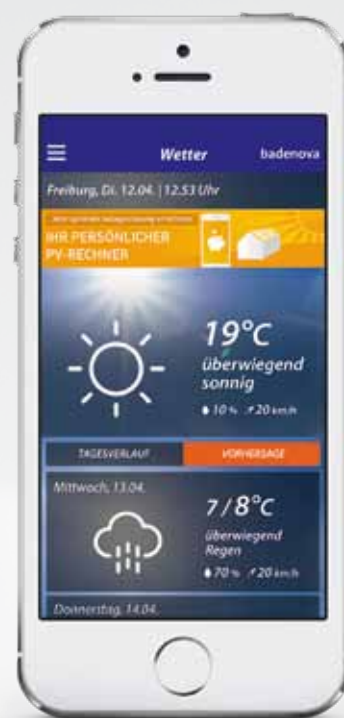 Wetter
badenova
Freiburg, Di. 12.04. | 12.53 Uhr
IHR PERSÖNLICHER
PV-RECHNER
19°C
überwiegend
sonnig
10 % 20 km/h
TAGESVERLAUF
VORHERSAGE
Mittwoch, 13.04.
7 / 8°C
überwiegend
Regen
70 % 20 km/h
Donnerstag, 14.04.